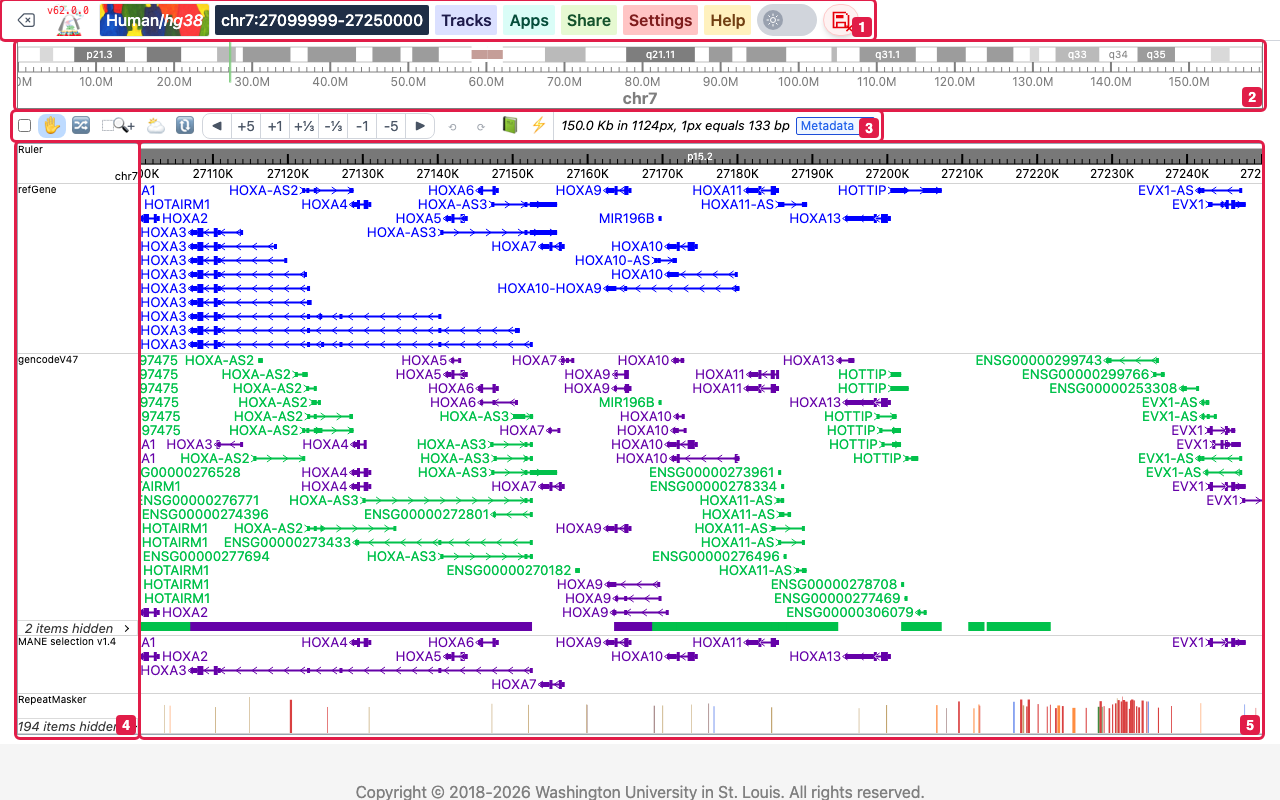 v62.0.0
Human/hg38 chr7:27099999-27250000 Tracks Apps Share Settings Help 1
p21.3 q21.11 q31.1 q33 q34 q35
0M 10.0M 20.0M 30.0M 40.0M 50.0M 60.0M 70.0M 80.0M 90.0M 100.0M 110.0M 120.0M 130.0M 140.0M 150.0M
chr7 2
+5 +1 +⅓ -⅓ -1 -5 150.0 Kb in 1124px, 1px equals 133 bp Metadata 3
Ruler p15.2
chr7 00K 27110K 27120K 27130K 27140K 27150K 27160K 27170K 27180K 27190K 27200K 27210K 27220K 27230K 27240K 272
refGene A1 HOXA-AS2 HOXA6 HOXA9 HOXA11 HOTTIP EVX1-AS
HOTAIRM1 HOXA4 HOXA-AS3 HOXA11-AS EVX1
HOXA2 HOXA5 MIR196B HOXA13
HOXA3 HOXA-AS3
HOXA3 HOXA7 HOXA10
HOXA3 HOXA10-AS
HOXA3 HOXA10
HOXA3 HOXA10-HOXA9
HOXA3
HOXA3
HOXA3
HOXA3
gencodeV47 97475 HOXA-AS2 HOXA5 HOXA7 HOXA10 HOXA13 ENSG00000299743
97475 HOXA-AS2 HOXA5 HOXA9 HOXA11 HOTTIP ENSG00000299766
97475 HOXA-AS2 HOXA6 HOXA9 HOXA11 HOTTIP ENSG00000253308
97475 HOXA-AS2 HOXA6 MIR196B HOXA13 EVX1-AS
97475 HOXA-AS2 HOXA-AS3 HOXA10 HOTTIP EVX1-AS
97475 HOXA-AS2 HOXA7 HOXA10 HOTTIP EVX1
A1 HOXA3 HOXA4 HOXA-AS3 HOXA10 HOTTIP EVX1
A1 HOXA-AS2 HOXA-AS3 HOXA10 HOTTIP EVX1-AS
G00000276528 HOXA4 HOXA-AS3 ENSG00000273961 EVX1-AS
AIRM1 HOXA4 HOXA7 ENSG00000278334 EVX1
ENSG00000276771 HOXA-AS3 HOXA11-AS EVX1
ENSG00000274396 ENSG00000272801 HOXA11-AS
HOTAIRM1 HOXA-AS2 HOXA9 HOXA11-AS
HOTAIRM1 ENSG00000273433 HOXA11-AS
ENSG00000277694 HOXA-AS3 ENSG00000276496
HOTAIRM1 ENSG00000270182 HOXA11-AS
HOTAIRM1 HOXA9 ENSG00000278708
HOTAIRM1 HOXA9 ENSG00000277469
HOXA2 HOXA9 ENSG00000306079
2 items hidden
MANE selection v1.4 A1 HOXA4 HOXA6 HOXA9 HOXA11 EVX1
HOXA2 HOXA5 HOXA10 HOXA13
HOXA3
HOXA7
RepeatMasker
194 items hidden 4 5
Copyright © 2018-2026 Washington University in St. Louis. All rights reserved.